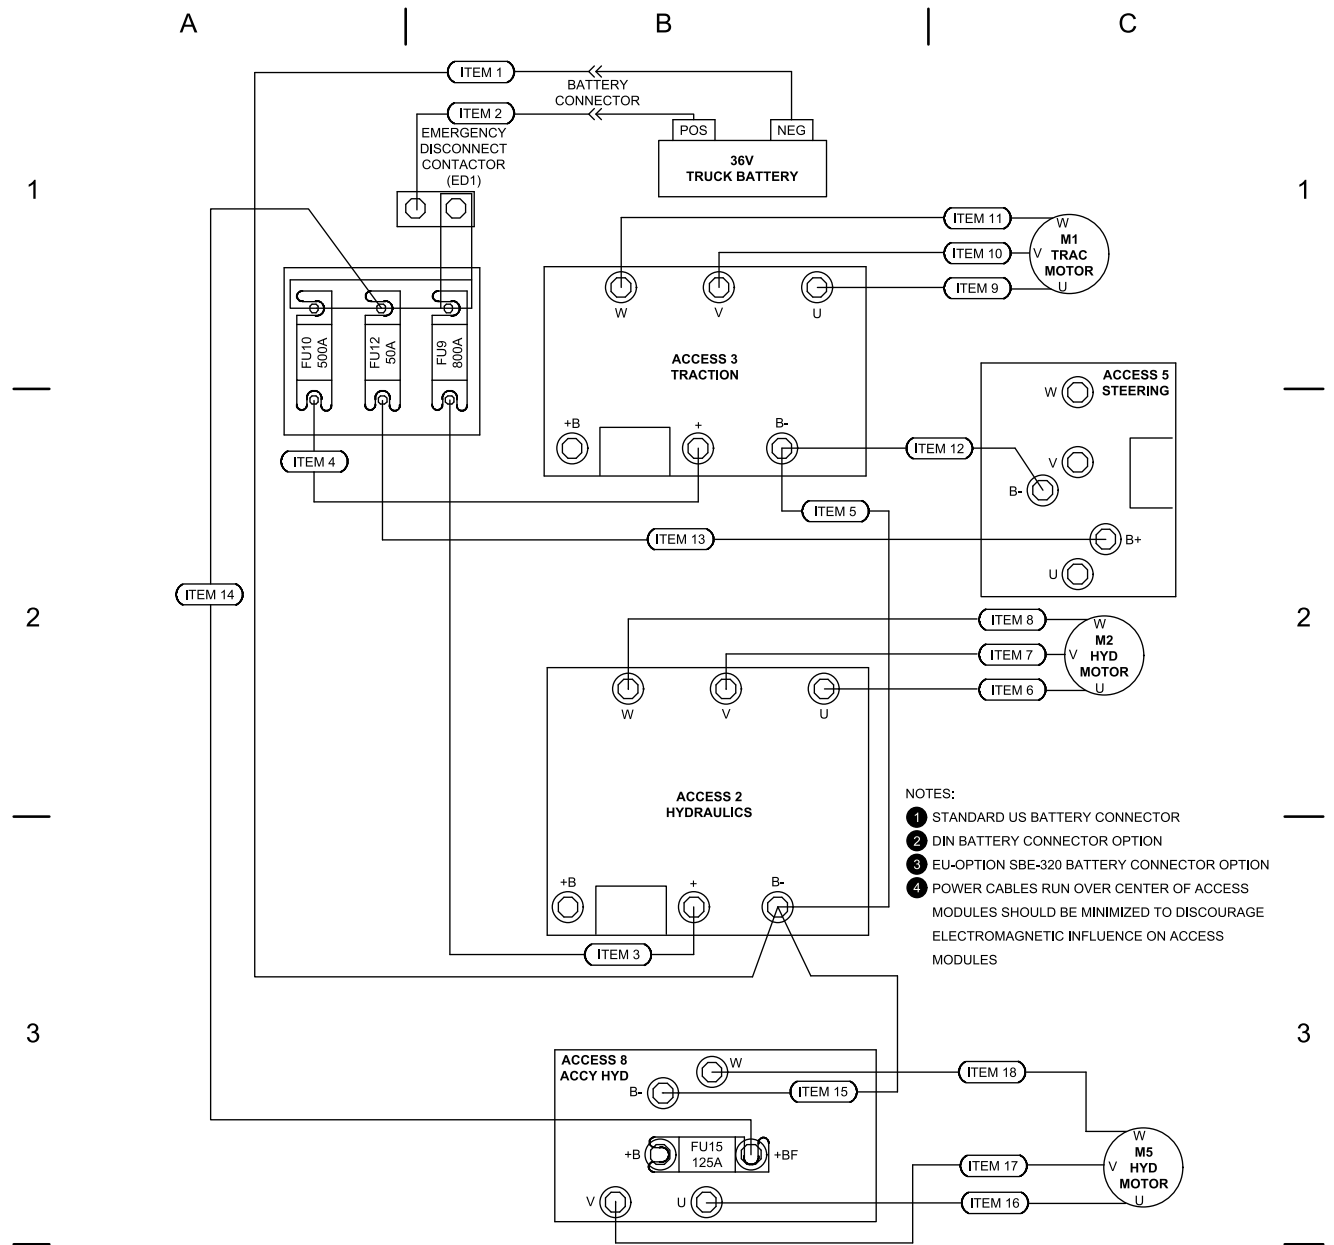 A
B
C
ITEM 1
BATTERY
CONNECTOR
ITEM 2
EMERGENCY
DISCONNECT
CONTACTOR
(ED1)
POS
NEG
36V
TRUCK BATTERY
1
1
ITEM 11
ITEM 10
ITEM 9
W
V
U
M1
TRAC
MOTOR
W
V
U
ACCESS 3
TRACTION
+B
+
B-
FU10
500A
FU12
50A
FU9
800A
ACCESS 5
STEERING
W
V
B-
B+
U
ITEM 4
ITEM 12
ITEM 5
ITEM 13
ITEM 14
2
2
ITEM 8
ITEM 7
ITEM 6
W
V
U
M2
HYD
MOTOR
W
V
U
ACCESS 2
HYDRAULICS
+B
+
B-
ITEM 3
NOTES:
1 STANDARD US BATTERY CONNECTOR
2 DIN BATTERY CONNECTOR OPTION
3 EU-OPTION SBE-320 BATTERY CONNECTOR OPTION
4 POWER CABLES RUN OVER CENTER OF ACCESS
MODULES SHOULD BE MINIMIZED TO DISCOURAGE
ELECTROMAGNETIC INFLUENCE ON ACCESS
MODULES
3
3
ACCESS 8
ACCY HYD
W
B-
ITEM 15
ITEM 18
+B
FU15
125A
+BF
V
U
ITEM 17
ITEM 16
W
V
U
M5
HYD
MOTOR